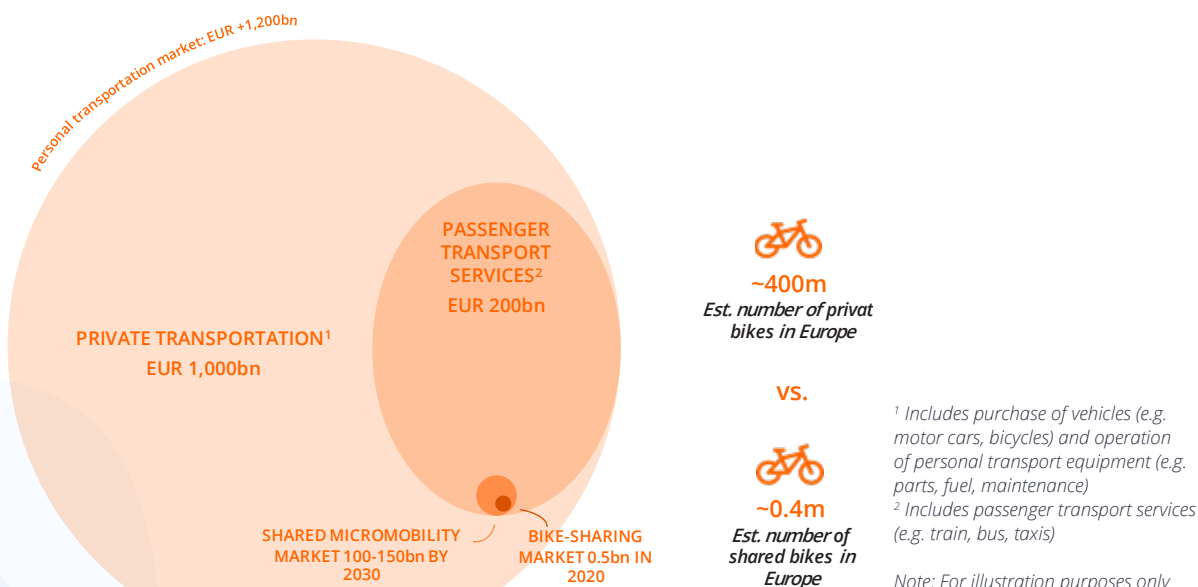 Personal transportation market: EUR +1,200bn
PASSENGER
TRANSPORT
SERVICES²
EUR 200bn
PRIVATE TRANSPORTATION¹
EUR 1,000bn
SHARED MICROMOBILITY
MARKET 100-150bn BY
2030
BIKE-SHARING
MARKET 0.5bn IN
2020
~400m
Est. number of privat
bikes in Europe
vs.
~0.4m
Est. number of
shared bikes in
Europe
¹ Includes purchase of vehicles (e.g.
motor cars, bicycles) and operation
of personal transport equipment (e.g.
parts, fuel, maintenance)
² Includes passenger transport services
(e.g. train, bus, taxis)
Note: For illustration purposes only